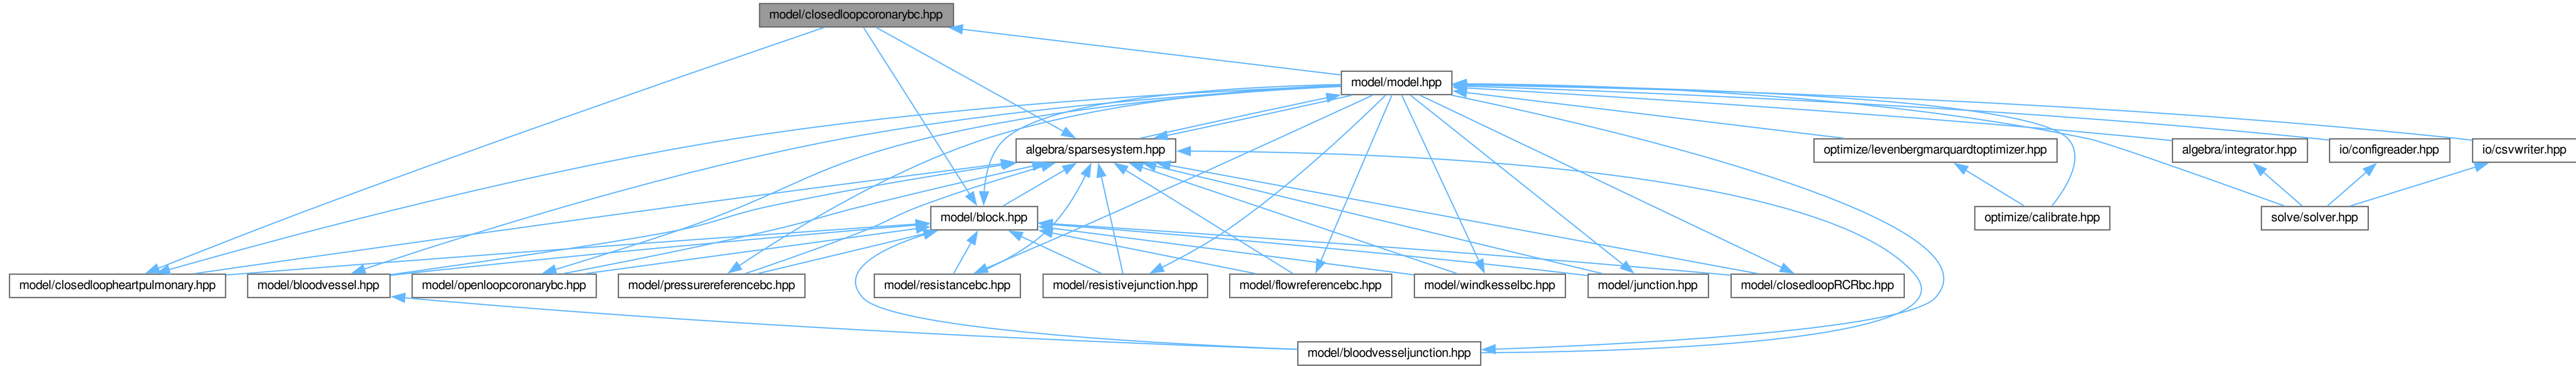 model/closedloopcoronarybc.hpp
model/model.hpp
algebra/sparsesystem.hpp
optimize/levenbergmarquardtoptimizer.hpp
algebra/integrator.hpp
io/configreader.hpp
io/csvwriter.hpp
model/block.hpp
optimize/calibrate.hpp
solve/solver.hpp
model/closedloopheartpulmonary.hpp
model/bloodvessel.hpp
model/openloopcoronarybc.hpp
model/pressurereferencebc.hpp
model/resistancebc.hpp
model/resistivejunction.hpp
model/flowreferencebc.hpp
model/windkesselbc.hpp
model/junction.hpp
model/closedloopRCRbc.hpp
model/bloodvesseljunction.hpp